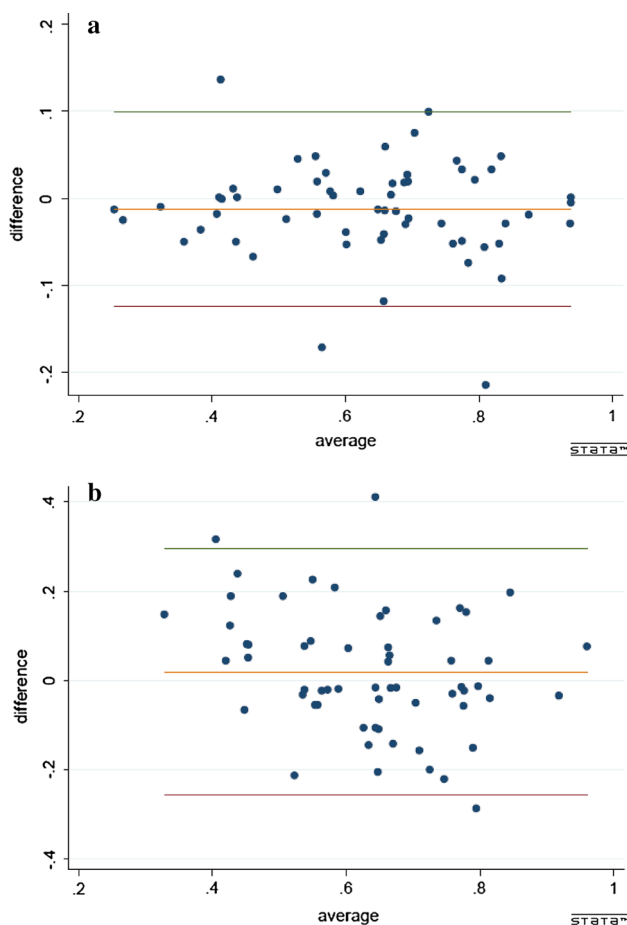 a
.2
.1
0
-.1
-.2
difference
.2
.4
.6
.8
1
average
STATA™
b
.4
.2
0
-.2
-.4
difference
.2
.4
.6
.8
1
average
STATA™